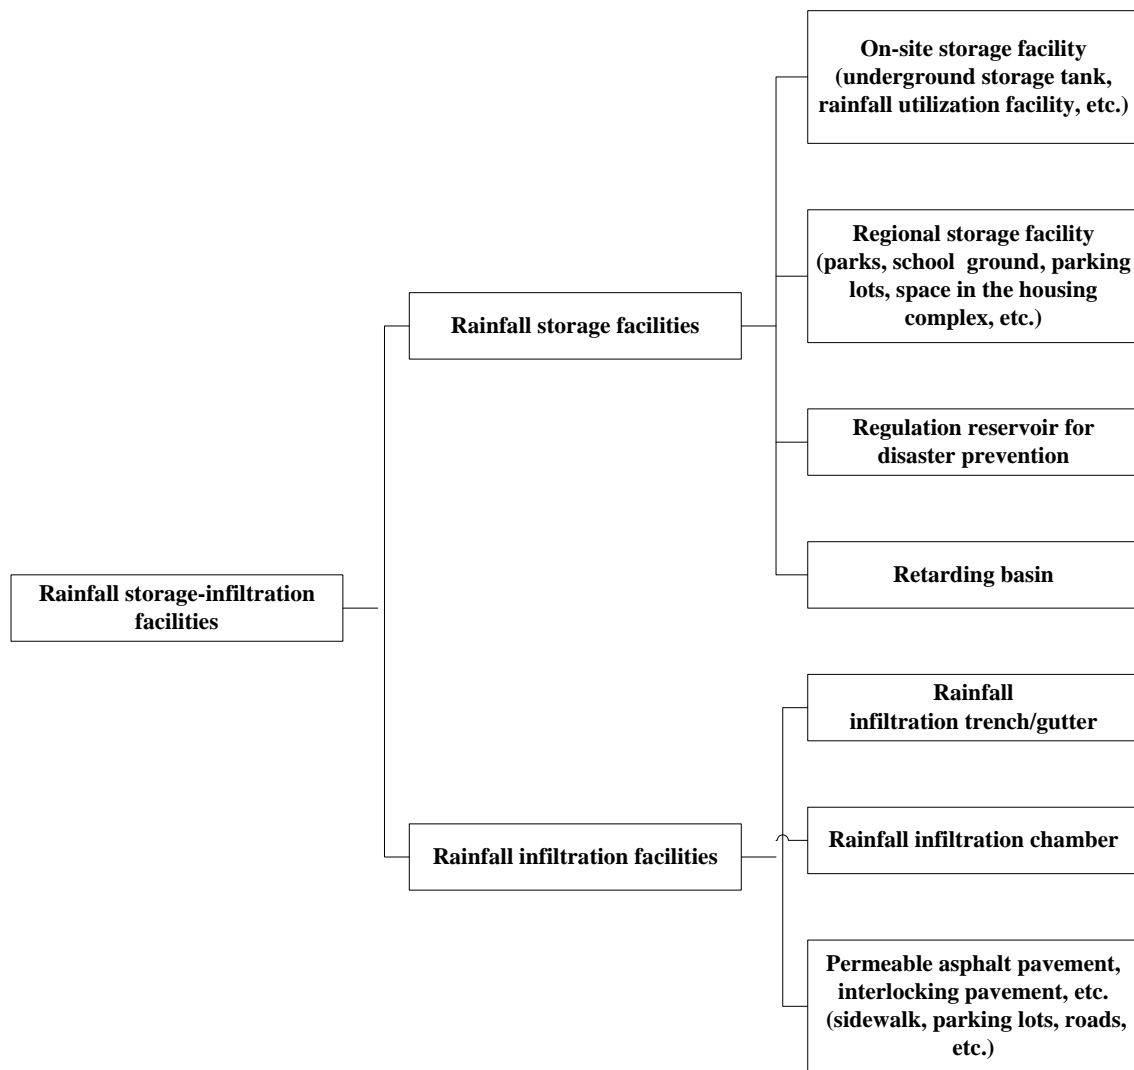 On-site storage facility
(underground storage tank,
rainfall utilization facility, etc.)
Regional storage facility
(parks, school ground, parking
lots, space in the housing
complex, etc.)
Rainfall storage facilities
Regulation reservoir for
disaster prevention
Retarding basin
Rainfall storage-infiltration
facilities
Rainfall
infiltration trench/gutter
Rainfall infiltration chamber
Rainfall infiltration facilities
Permeable asphalt pavement,
interlocking pavement, etc.
(sidewalk, parking lots, roads,
etc.)